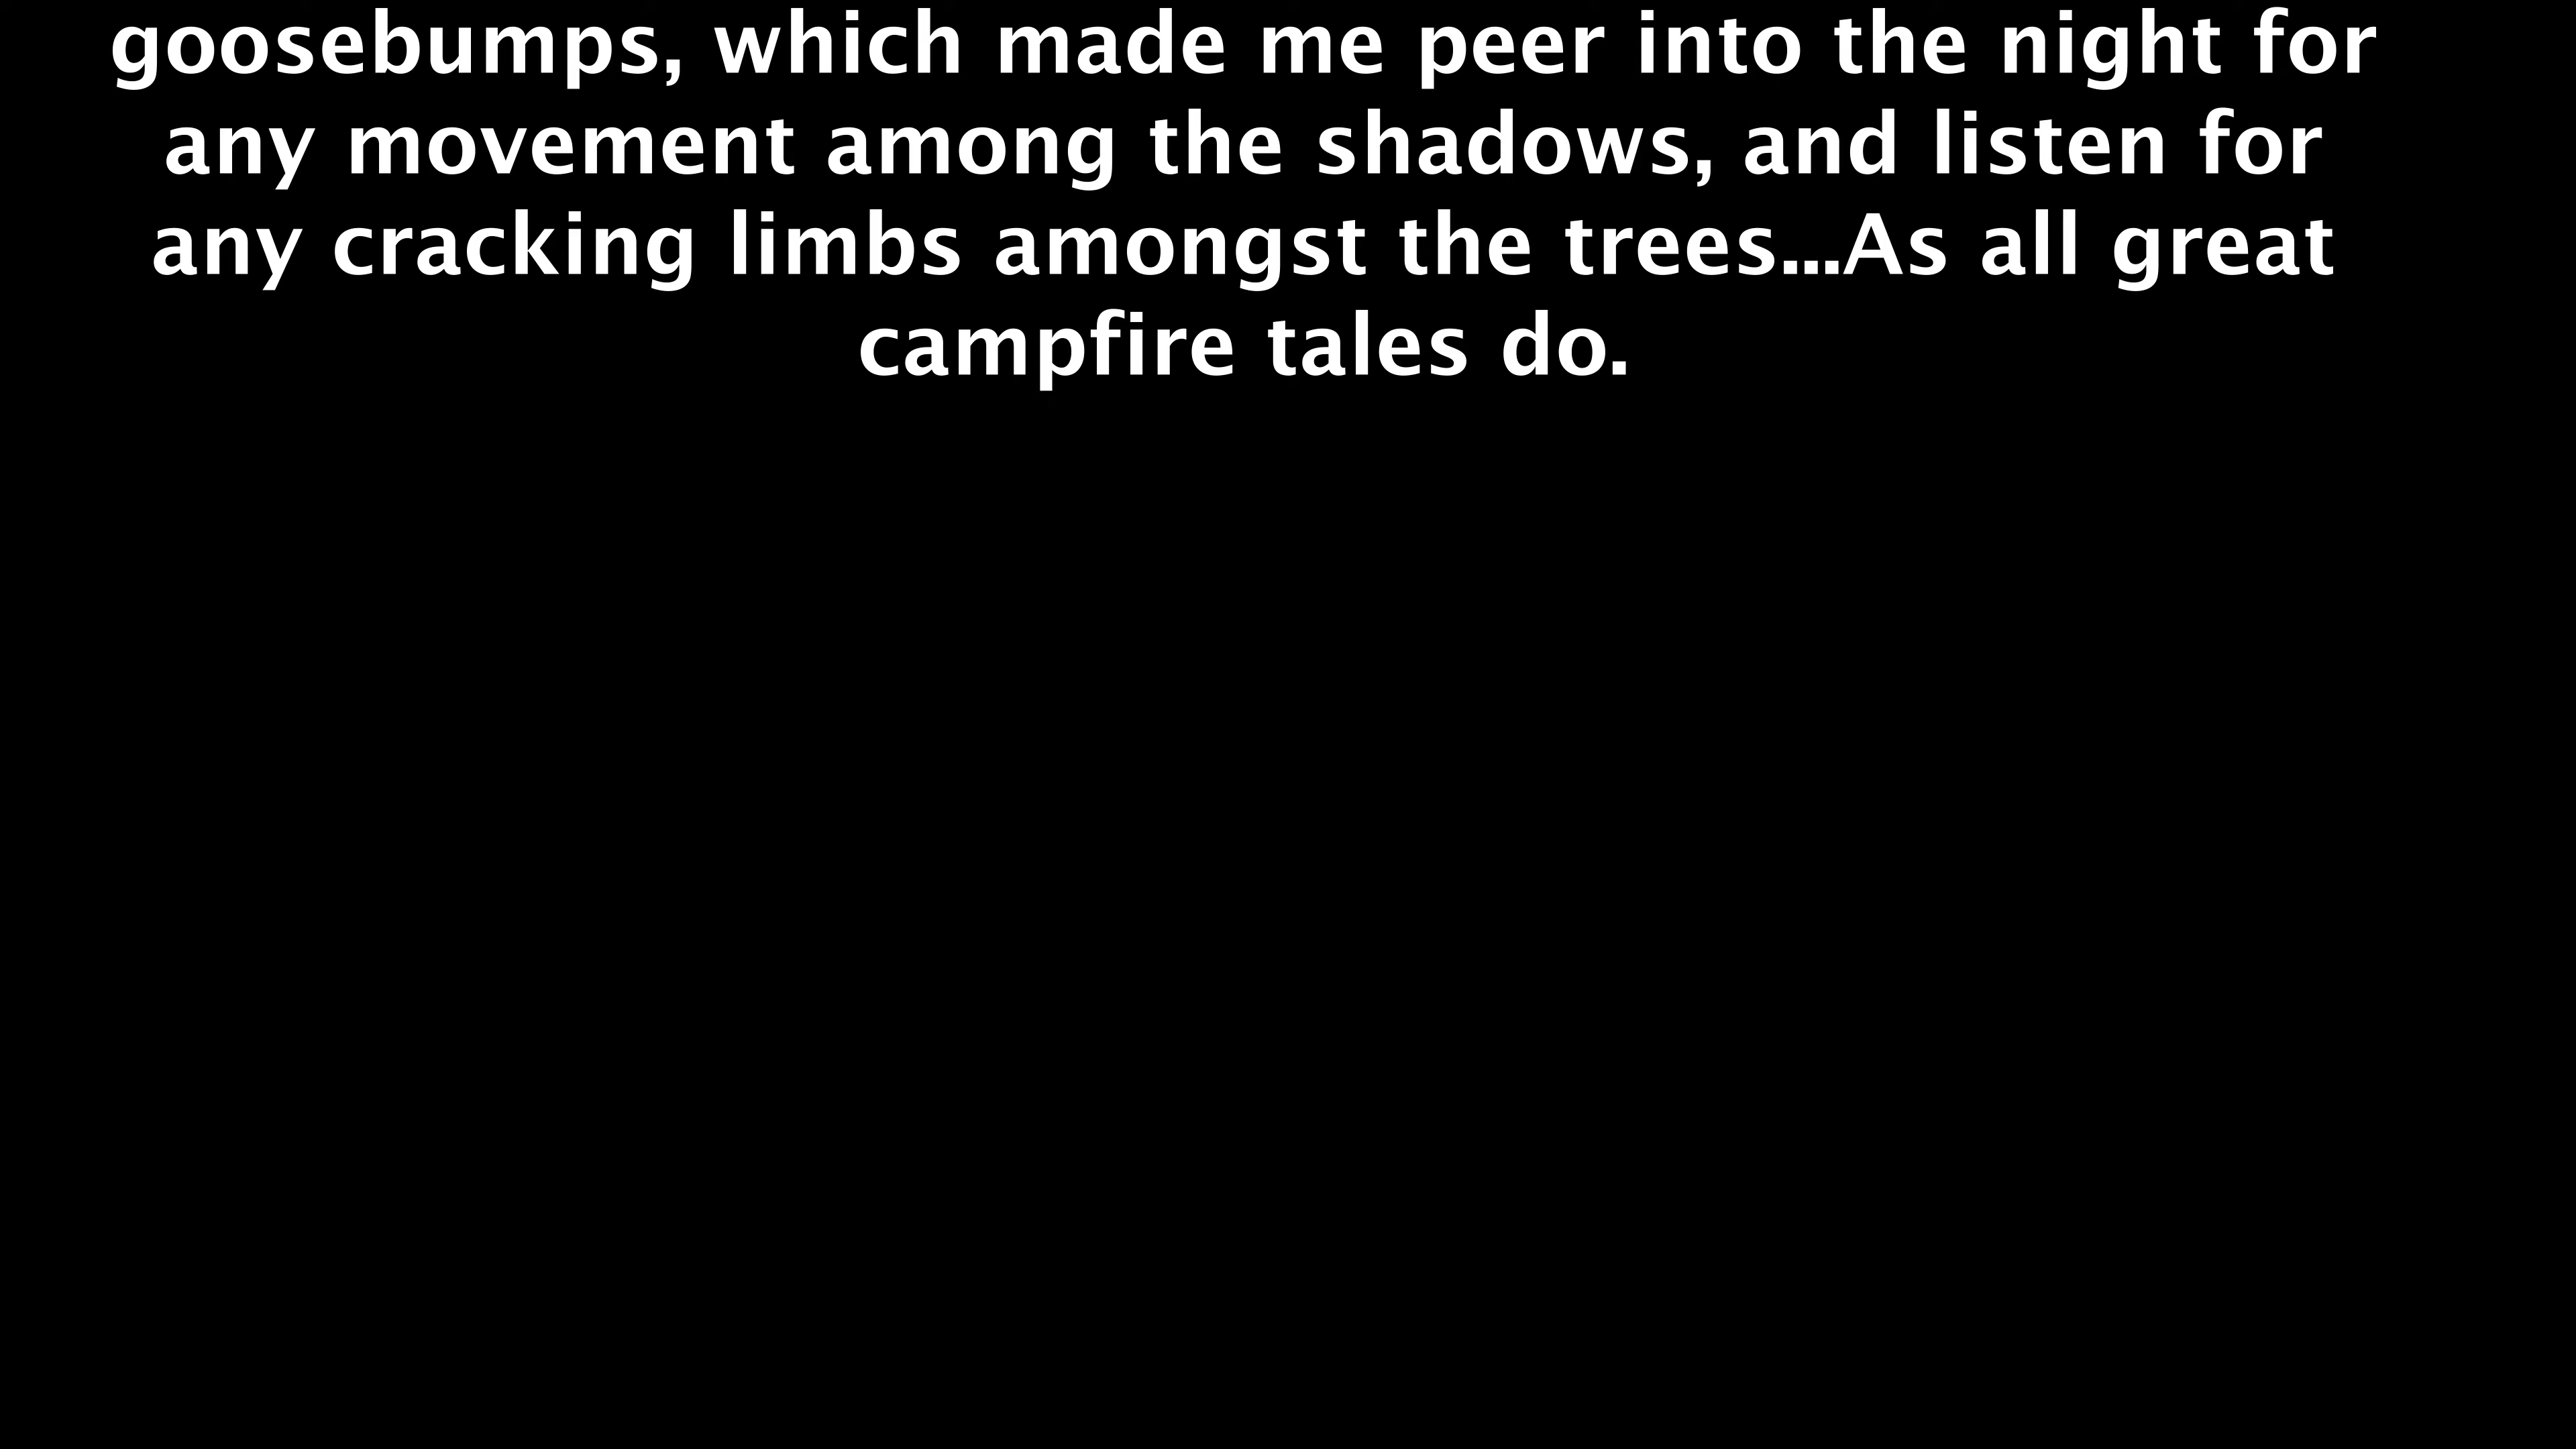 goosebumps, which made me peer into the night for
any movement among the shadows, and listen for
any cracking limbs amongst the trees...As all great
campfire tales do.